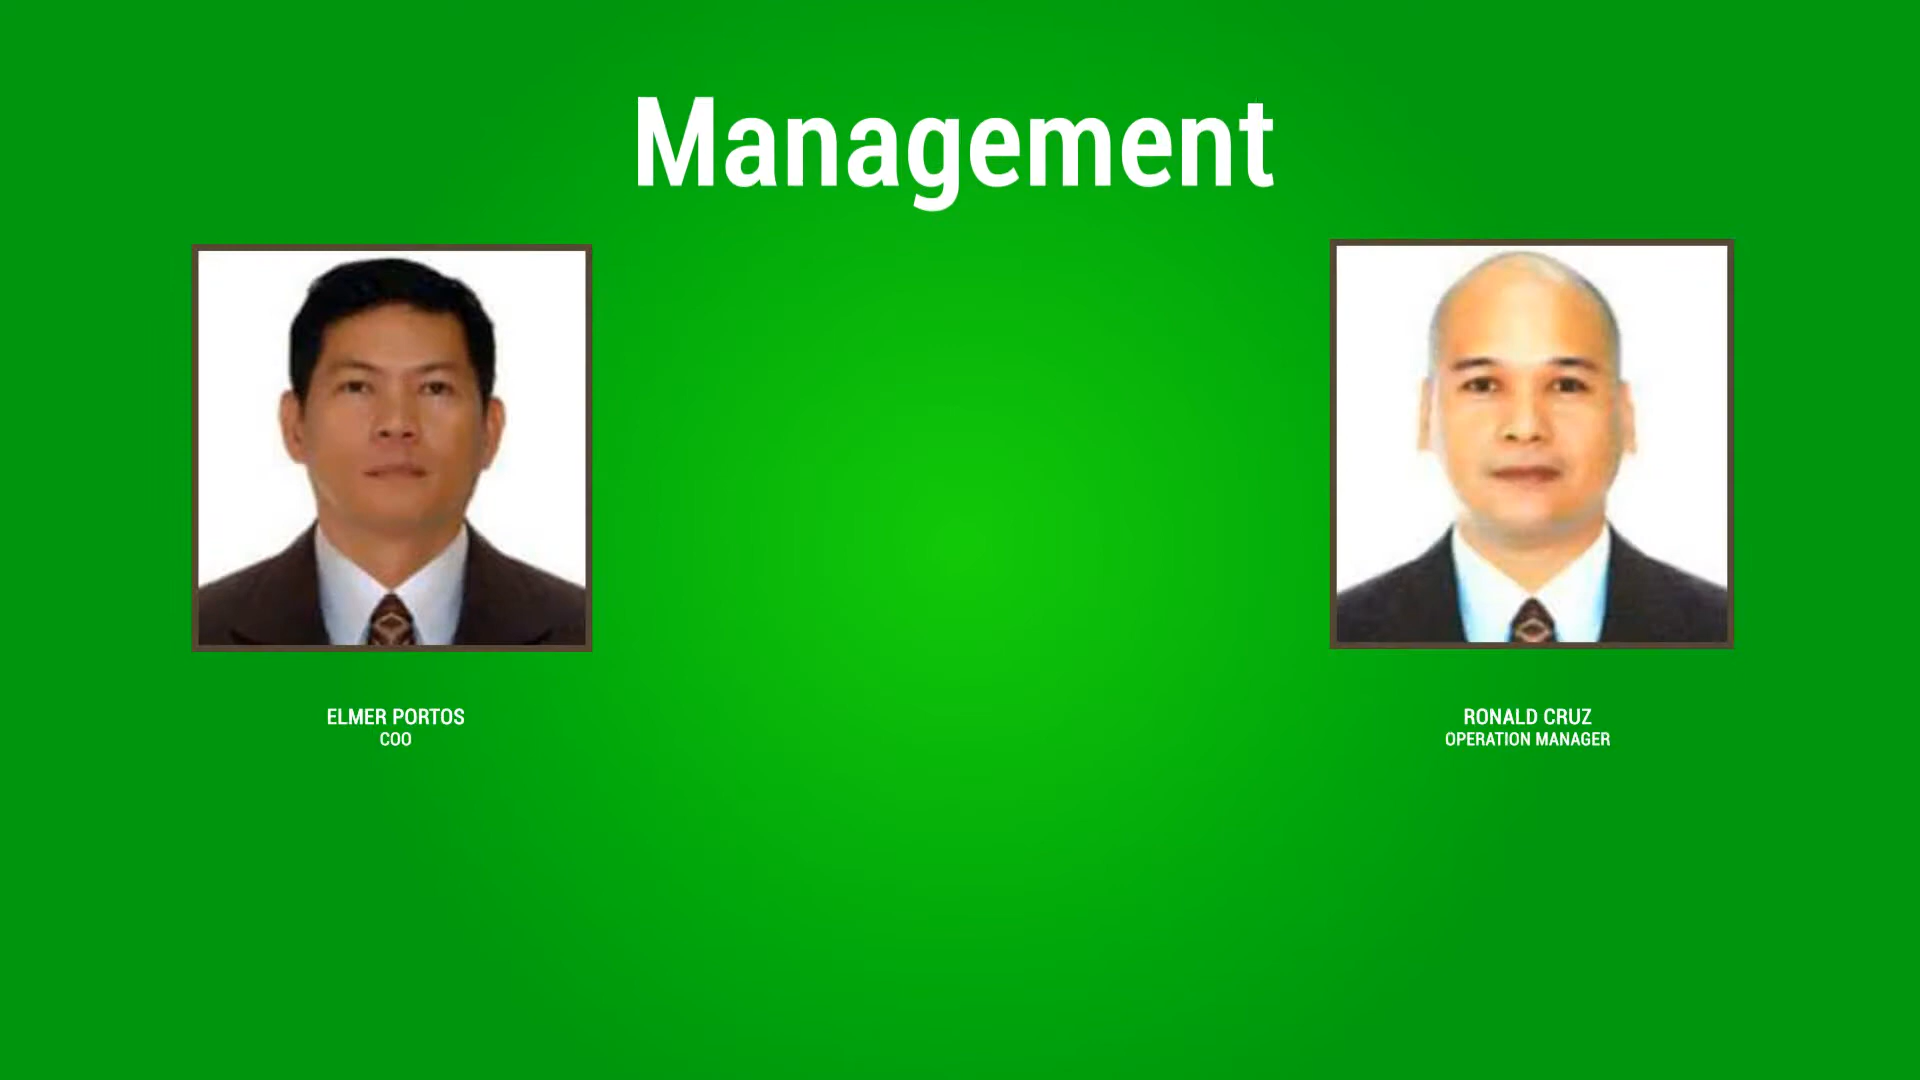 Management
ELMER PORTOS
COO
RONALD CRUZ
OPERATION MANAGER